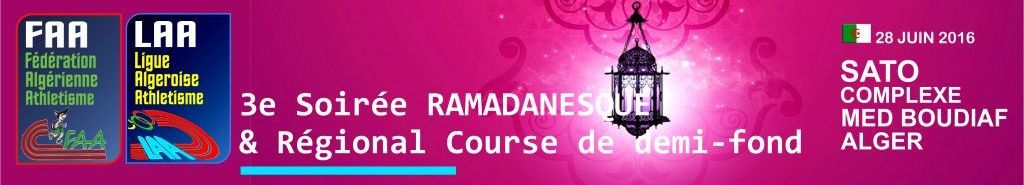 FAA
Fédération
Algérienne
Athletisme
FAA
LAA
Ligue
Algeroise
Athletisme
LAA
3e Soirée RAMADANESQUE
& Régional Course de demi-fond
28 JUIN 2016
SATO
COMPLEXE
MED BOUDIAF
ALGER